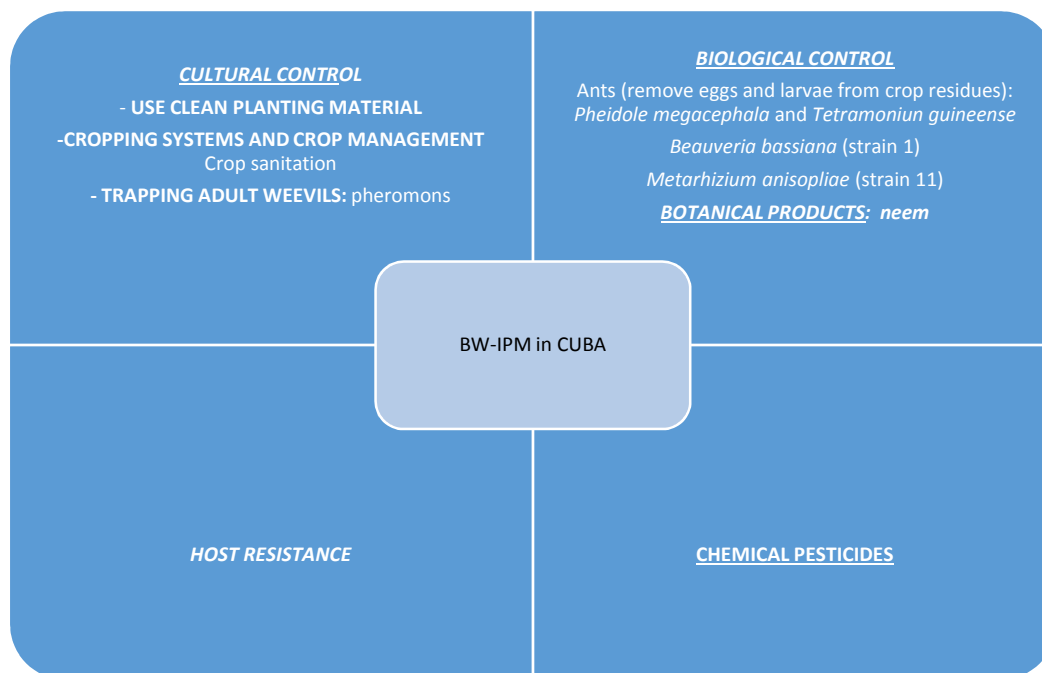 CULTURAL CONTROL
- USE CLEAN PLANTING MATERIAL
-CROPPING SYSTEMS AND CROP MANAGEMENT
Crop sanitation
- TRAPPING ADULT WEEVILS: pheromons
BIOLOGICAL CONTROL
Ants (remove eggs and larvae from crop residues):
Pheidole megacephala and Tetramoniun guineense
Beauveria bassiana (strain 1)
Metarhizium anisopliae (strain 11)
BOTANICAL PRODUCTS: neem
BW-IPM in CUBA
HOST RESISTANCE
CHEMICAL PESTICIDES